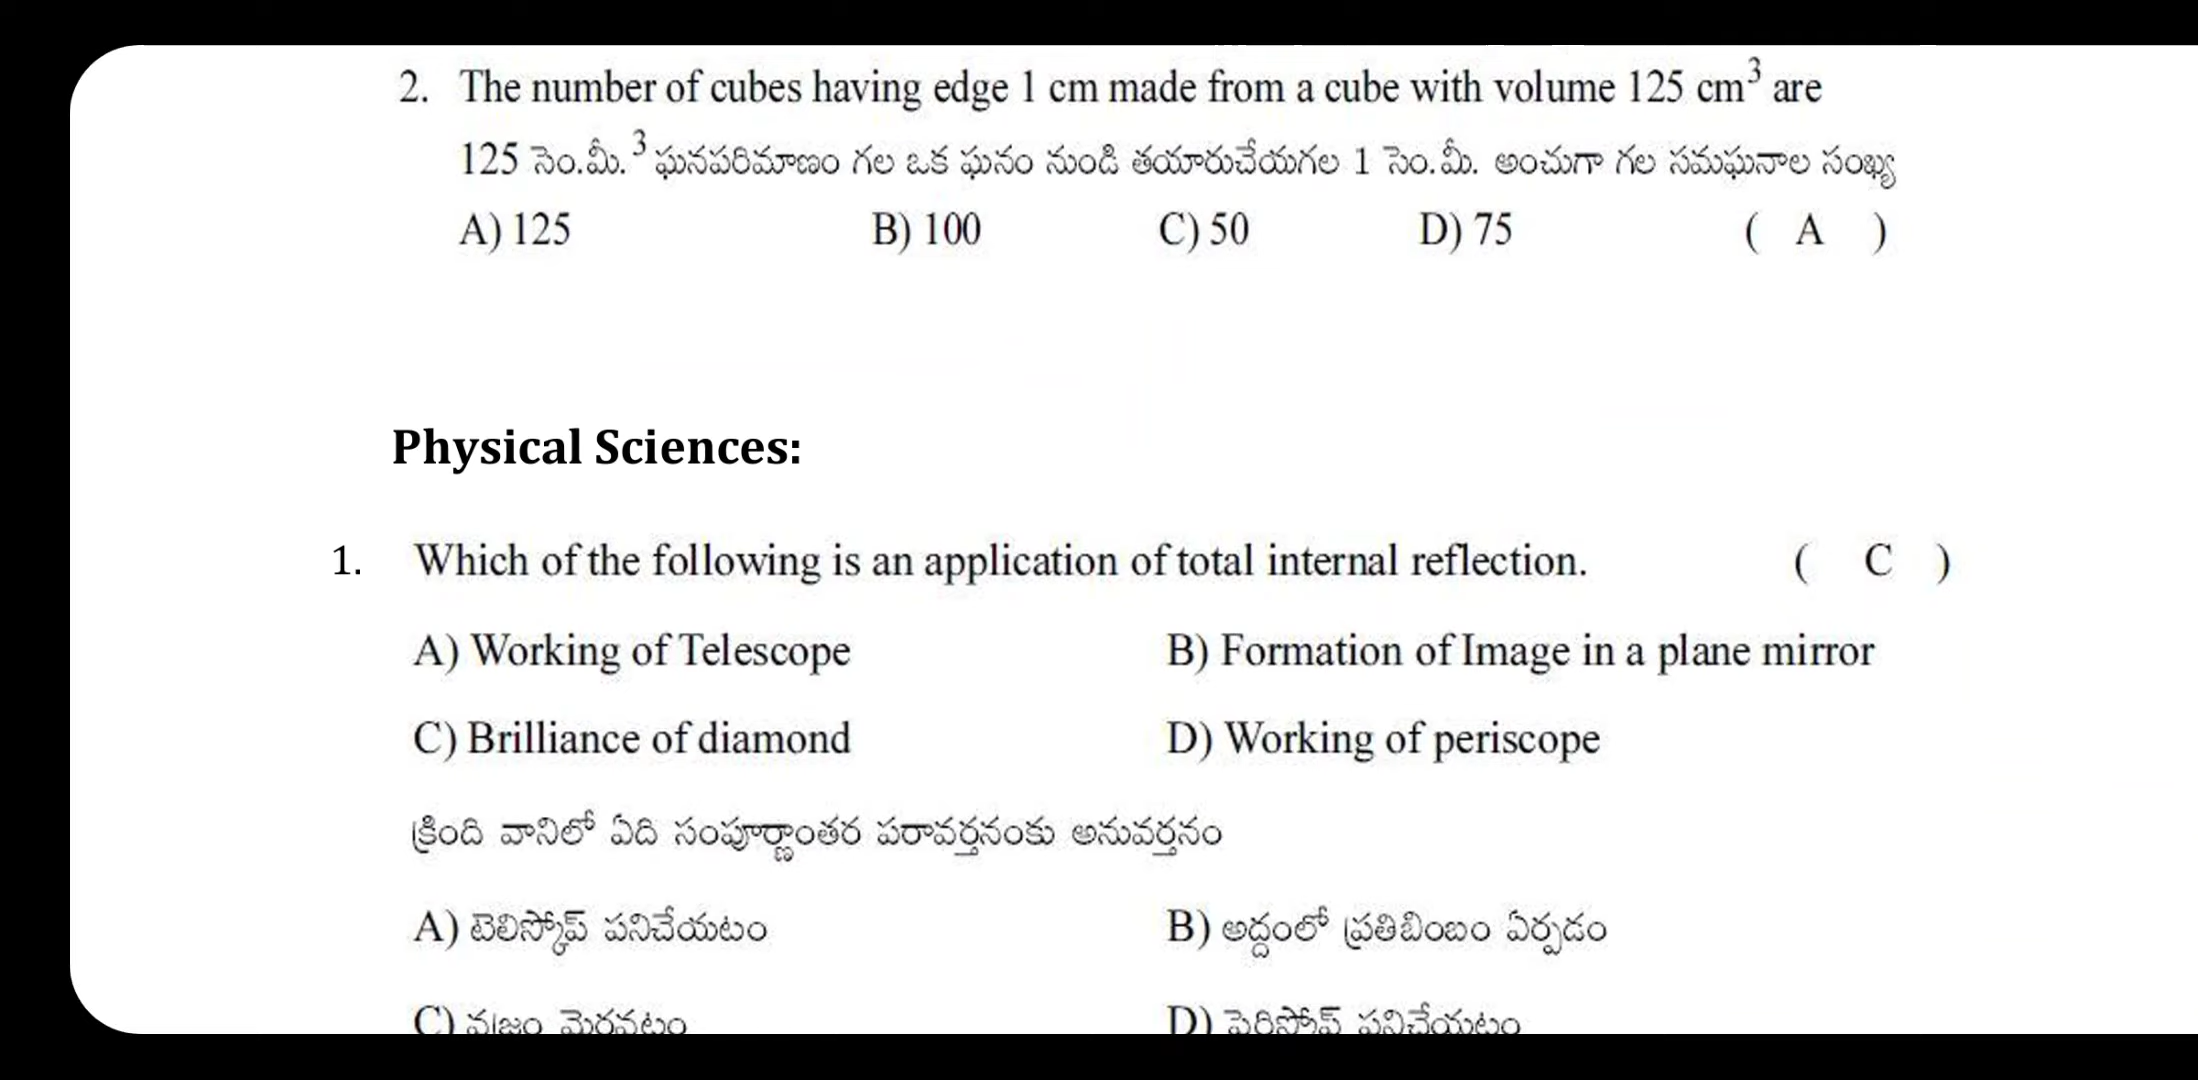 2. The number of cubes having edge 1 cm made from a cube with volume 125 cm³ are
125 సెం.మీ.³ ఘనపరిమాణం గల ఒక ఘనం నుండి తయారుచేయగల 1 సెం.మీ. అంచుగా గల సమఘనాల సంఖ్య
A) 125 B) 100 C) 50 D) 75 ( A )
Physical Sciences:
1. Which of the following is an application of total internal reflection. ( C )
A) Working of Telescope B) Formation of Image in a plane mirror
C) Brilliance of diamond D) Working of periscope
క్రింది వానిలో ఏది సంపూర్ణాంతర పరావర్తనంకు అనువర్తనం
A) టెలిస్కోప్ పనిచేయటం B) అద్దంలో ప్రతిబింబం ఏర్పడం
C) వజ్రం మెరవటం D) పెరిస్కోప్ పనిచేయుటం